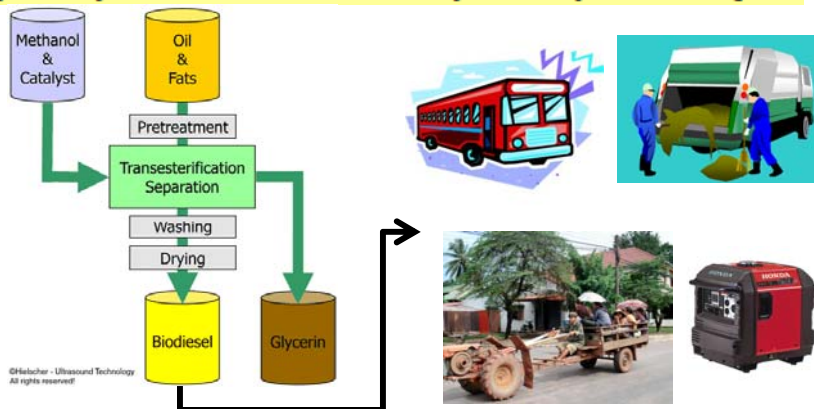 Methanol
&
Catalyst
Oil
&
Fats
Pretreatment
Transesterification
Separation
Washing
Drying
Biodiesel
Glycerin
©Hielscher - Ultrasound Technology
All rights reserved!
HONDA